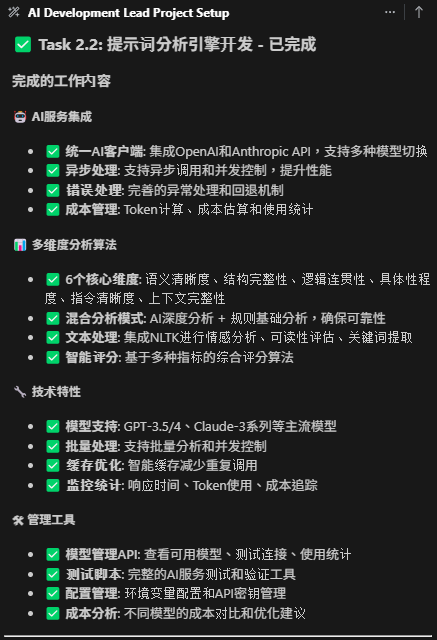 AI Development Lead Project Setup
✅ Task 2.2: 提示词分析引擎开发 - 已完成
完成的工作内容
🤖 AI服务集成
• ✅ 统一AI客户端: 集成OpenAI和Anthropic API，支持多种模型切换
• ✅ 异步处理: 支持异步调用和并发控制，提升性能
• ✅ 错误处理: 完善的异常处理和回退机制
• ✅ 成本管理: Token计算、成本估算和使用统计
📊 多维度分析算法
• ✅ 6个核心维度: 语义清晰度、结构完整性、逻辑连贯性、具体性程
度、指令清晰度、上下文完整性
• ✅ 混合分析模式: AI深度分析 + 规则基础分析，确保可靠性
• ✅ 文本处理: 集成NLTK进行情感分析、可读性评估、关键词提取
• ✅ 智能评分: 基于多种指标的综合评分算法
🔧 技术特性
• ✅ 模型支持: GPT-3.5/4、Claude-3系列等主流模型
• ✅ 批量处理: 支持批量分析和并发控制
• ✅ 缓存优化: 智能缓存减少重复调用
• ✅ 监控统计: 响应时间、Token使用、成本追踪
🛠 管理工具
• ✅ 模型管理API: 查看可用模型、测试连接、使用统计
• ✅ 测试脚本: 完整的AI服务测试和验证工具
• ✅ 配置管理: 环境变量配置和API密钥管理
• ✅ 成本分析: 不同模型的成本对比和优化建议